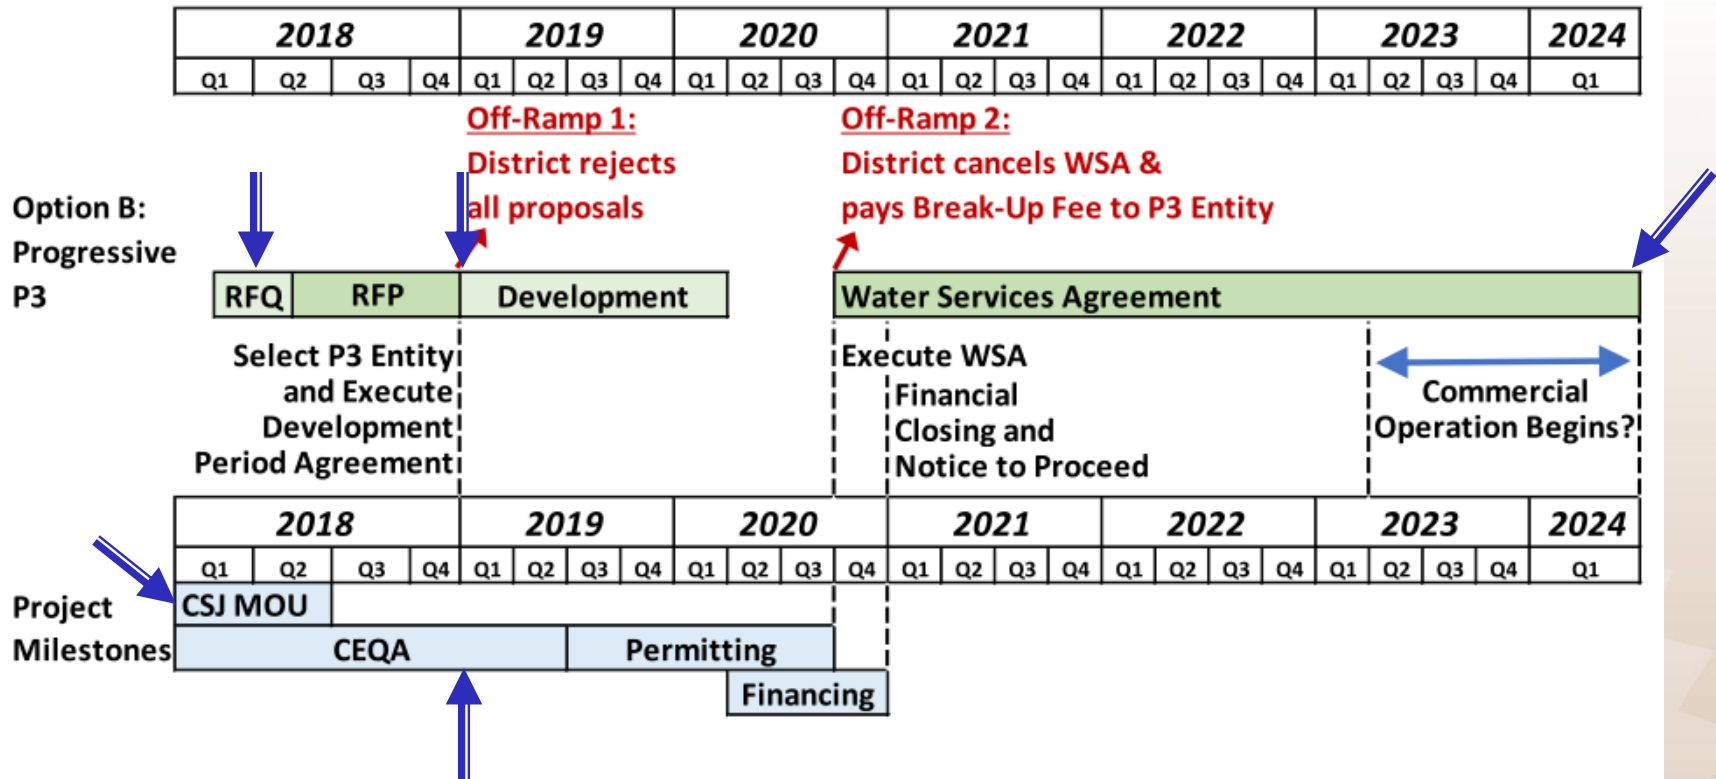 2018 2019 2020 2021 2022 2023 2024
Q1 Q2 Q3 Q4 Q1 Q2 Q3 Q4 Q1 Q2 Q3 Q4 Q1 Q2 Q3 Q4 Q1 Q2 Q3 Q4 Q1 Q2 Q3 Q4 Q1
Off-Ramp 1:
District rejects
all proposals
Off-Ramp 2:
District cancels WSA &
pays Break-Up Fee to P3 Entity
Option B:
Progressive
P3
RFQ RFP Development Water Services Agreement
Select P3 Entity
and Execute
Development
Period Agreement
Execute WSA
Financial
Closing and
Notice to Proceed
Commercial
Operation Begins?
2018 2019 2020 2021 2022 2023 2024
Q1 Q2 Q3 Q4 Q1 Q2 Q3 Q4 Q1 Q2 Q3 Q4 Q1 Q2 Q3 Q4 Q1 Q2 Q3 Q4 Q1 Q2 Q3 Q4 Q1
Project
Milestones
CSJ MOU
CEQA Permitting
Financing